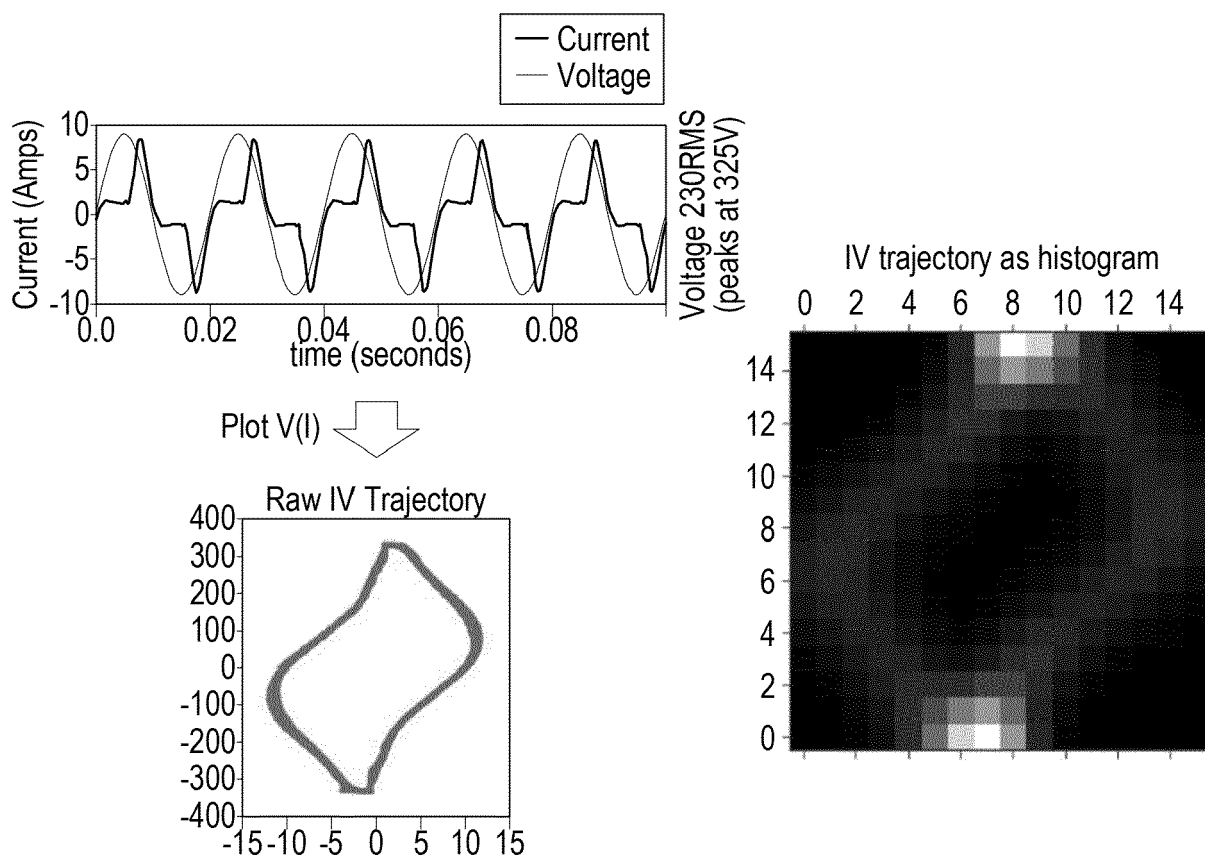 Current
Voltage
Current (Amps)
10
5
0
-5
-10
0.0
0.02
0.04
0.06
0.08
time (seconds)
Voltage 230RMS
(peaks at 325V)
Plot V(I)
Raw IV Trajectory
400
300
200
100
0
-100
-200
-300
-400
-15 -10 -5 0 5 10 15
IV trajectory as histogram
0 2 4 6 8 10 14
14
12
10
8
6
4
2
0